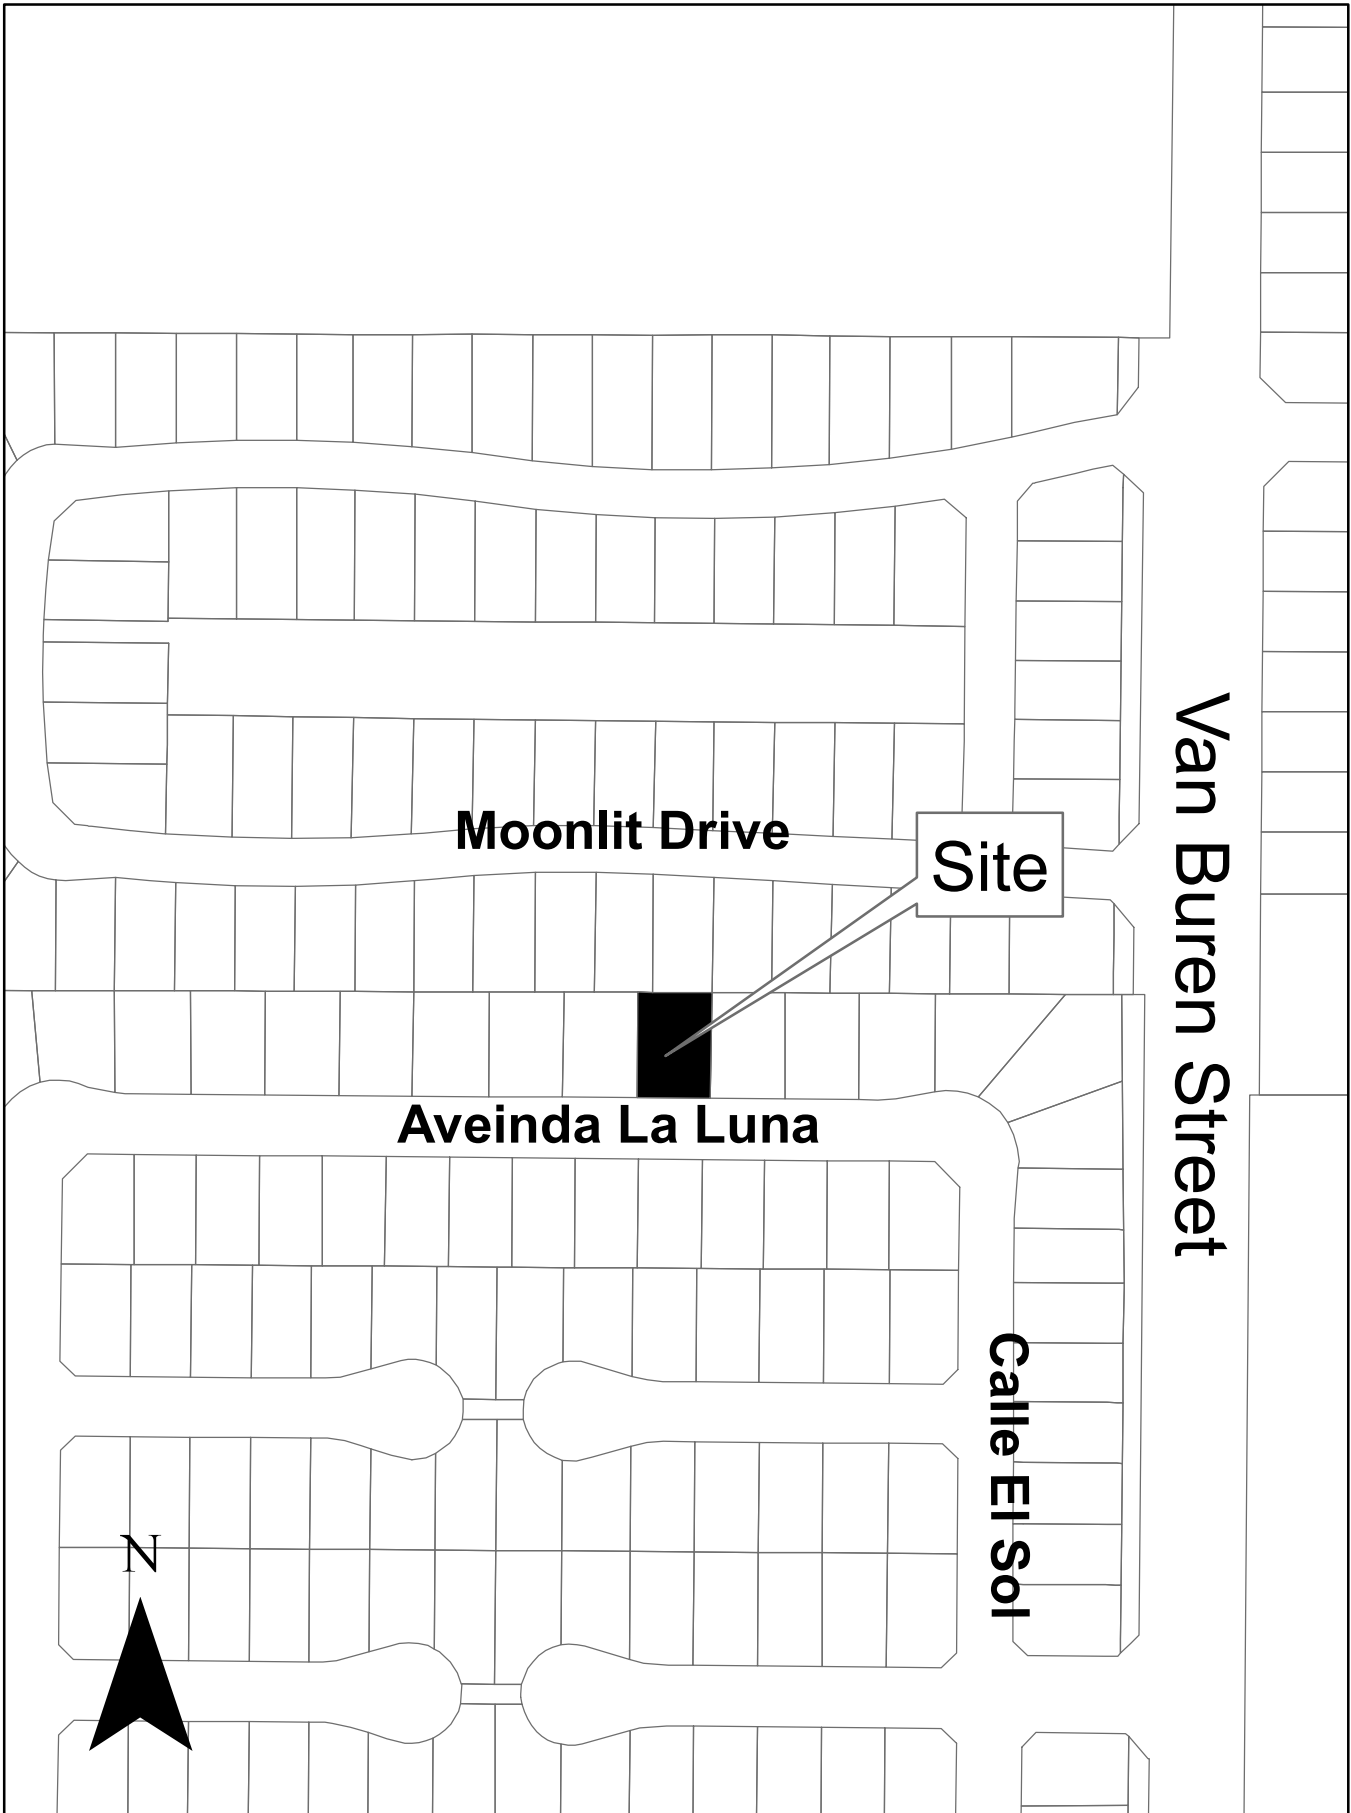 Moonlit Drive
Site
Van Buren Street
Aveinda La Luna
Calle El Sol
N